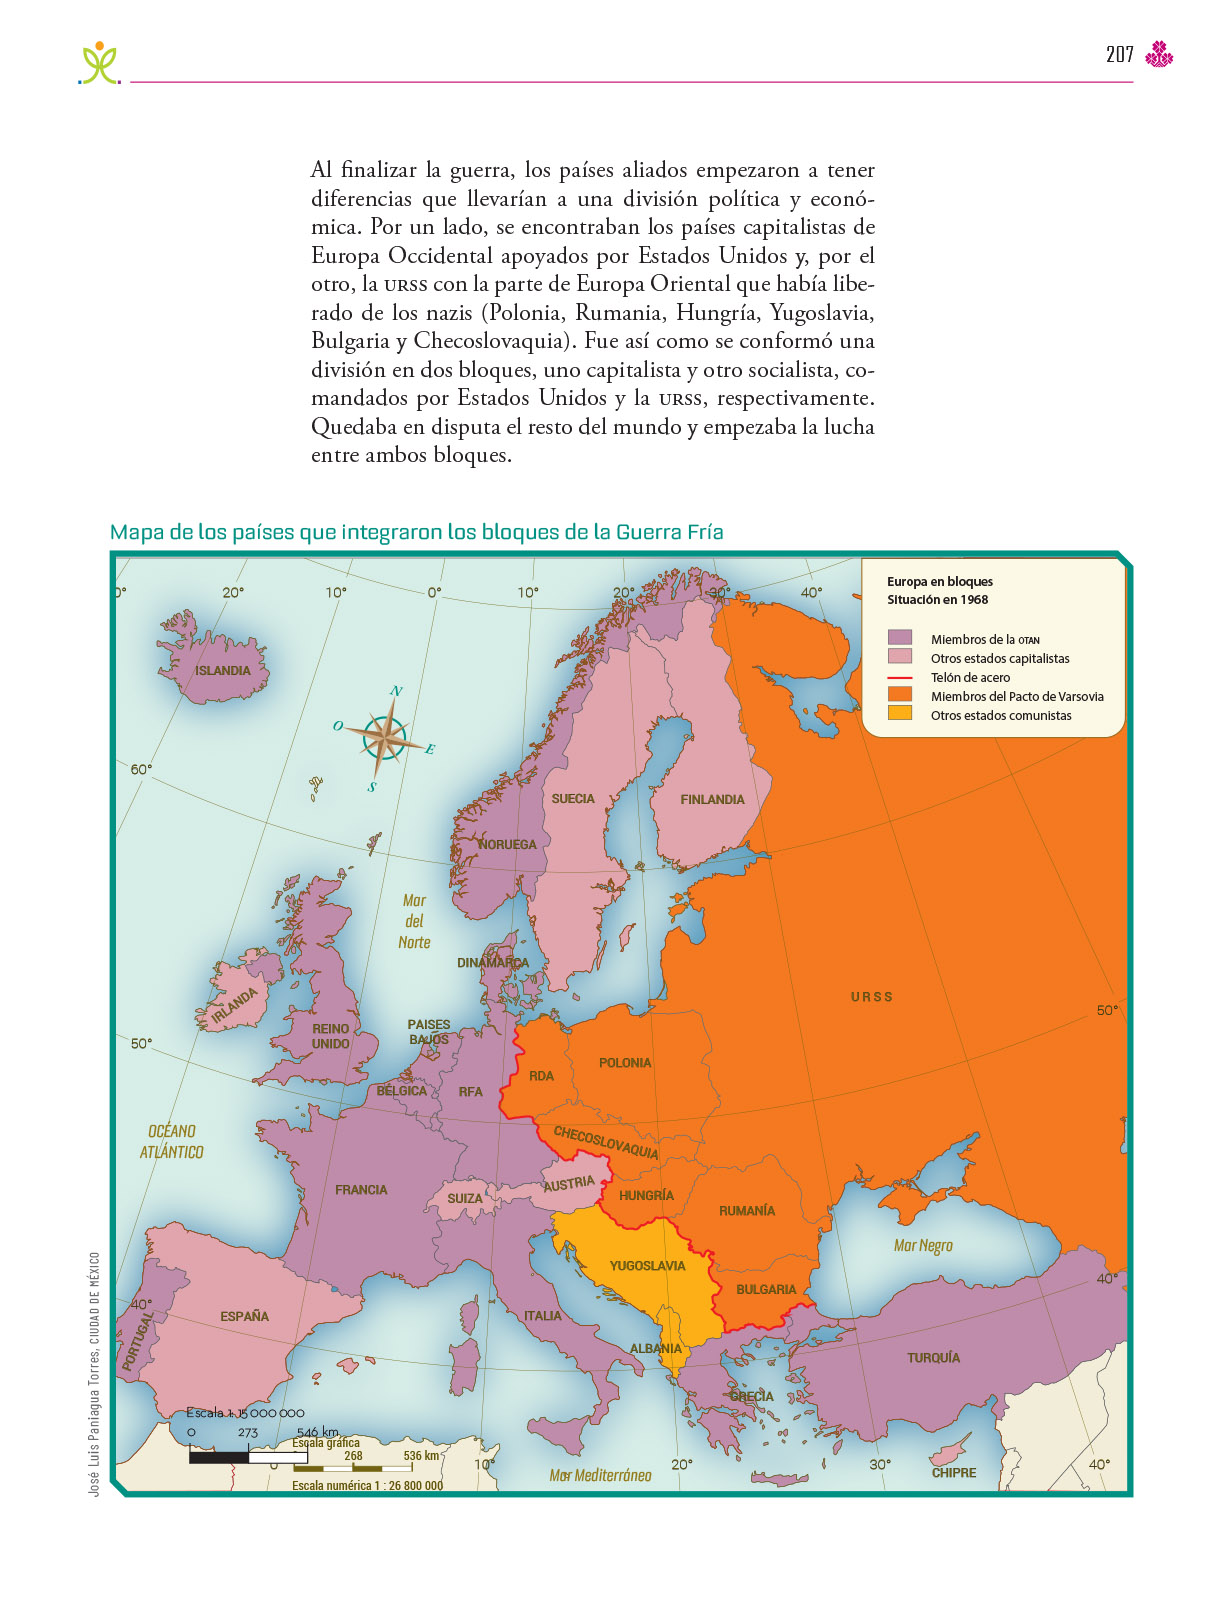 207
Al finalizar la guerra, los países aliados empezaron a tener
diferencias que llevarían a una división política y econó-
mica. Por un lado, se encontraban los países capitalistas de
Europa Occidental apoyados por Estados Unidos y, por el
otro, la URSS con la parte de Europa Oriental que había libe-
rado de los nazis (Polonia, Rumania, Hungría, Yugoslavia,
Bulgaria y Checoslovaquia). Fue así como se conformó una
división en dos bloques, uno capitalista y otro socialista, co-
mandados por Estados Unidos y la URSS, respectivamente.
Quedaba en disputa el resto del mundo y empezaba la lucha
entre ambos bloques.
Mapa de los países que integraron los bloques de la Guerra Fría
Europa en bloques
Situación en 1968
Miembros de la OTAN
Otros estados capitalistas
Telón de acero
Miembros del Pacto de Varsovia
Otros estados comunistas
0°
20°
10°
0°
10°
20°
30°
40°
ISLANDIA
N
O
E
S
60°
SUECIA
FINLANDIA
NORUEGA
Mar
del
Norte
DINAMARCA
IRLANDA
URSS
50°
REINO
UNIDO
PAISES
BAJOS
50°
POLONIA
RDA
BÉLGICA
RFA
OCÉANO
ATLÁNTICO
CHECOSLOVAQUIA
FRANCIA
SUIZA
AUSTRIA
HUNGRÍA
RUMANÍA
Mar Negro
YUGOSLAVIA
BULGARIA
40°
40°
PORTUGAL
ESPAÑA
ITALIA
ALBANIA
TURQUÍA
GRECIA
CHIPRE
Escala 1: 15 000 000
0 273 546 km
Escala gráfica
268 536 km
0
Escala numérica 1 : 26 800 000
10°
Mar Mediterráneo
20°
30°
40°
José Luis Paniagua Torres, CIUDAD DE MÉXICO